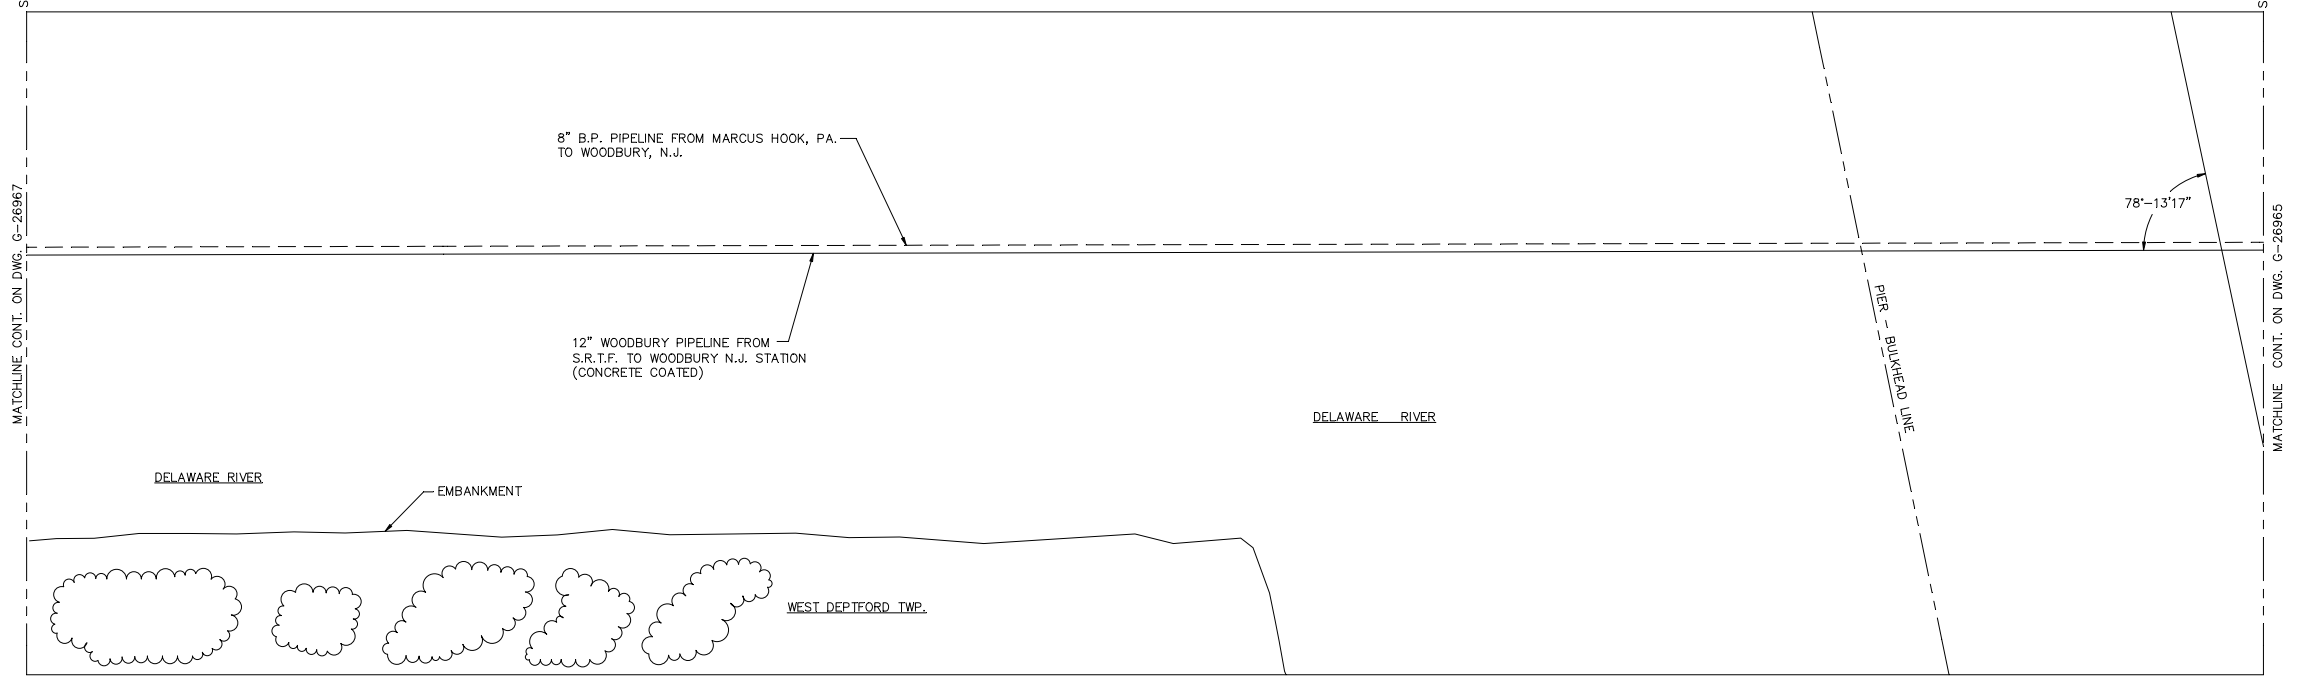 S
S
8" B.P. PIPELINE FROM MARCUS HOOK, PA.
TO WOODBURY, N.J.
78°-13'17"
MATCHLINE CONT. ON DWG. G-26967
MATCHLINE CONT. ON DWG. G-26965
12" WOODBURY PIPELINE FROM
S.R.T.F. TO WOODBURY N.J. STATION
(CONCRETE COATED)
PIER - BULKHEAD LINE
DELAWARE RIVER
DELAWARE RIVER
EMBANKMENT
WEST DEPTFORD TWP.